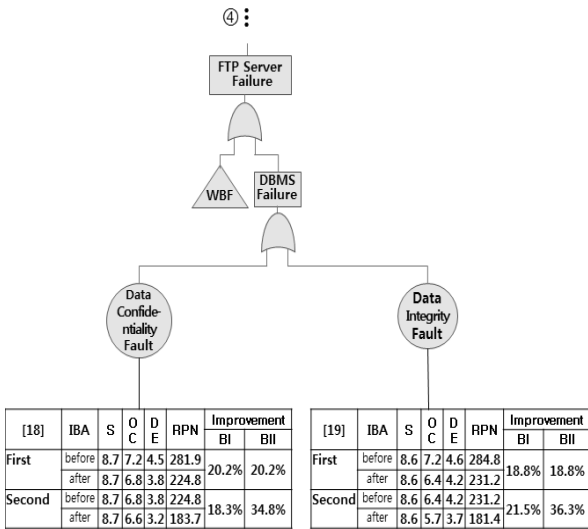 ④ :
FTP Server
Failure
WBF
DBMS
Failure
Data
Confide-
ntiality
Fault
Data
Integrity
Fault
[18] IBA S OC DE RPN Improvement
BI BII
First before 8.7 7.2 4.5 281.9 20.2% 20.2%
after 8.7 6.8 3.8 224.8
Second before 8.7 6.8 3.8 224.8 18.3% 34.8%
after 8.7 6.6 3.2 183.7
[19] IBA S OC DE RPN Improvement
BI BII
First before 8.6 7.2 4.6 284.8 18.8% 18.8%
after 8.6 6.4 4.2 231.2
Second before 8.6 6.4 4.2 231.2 21.5% 36.3%
after 8.6 5.7 3.7 181.4